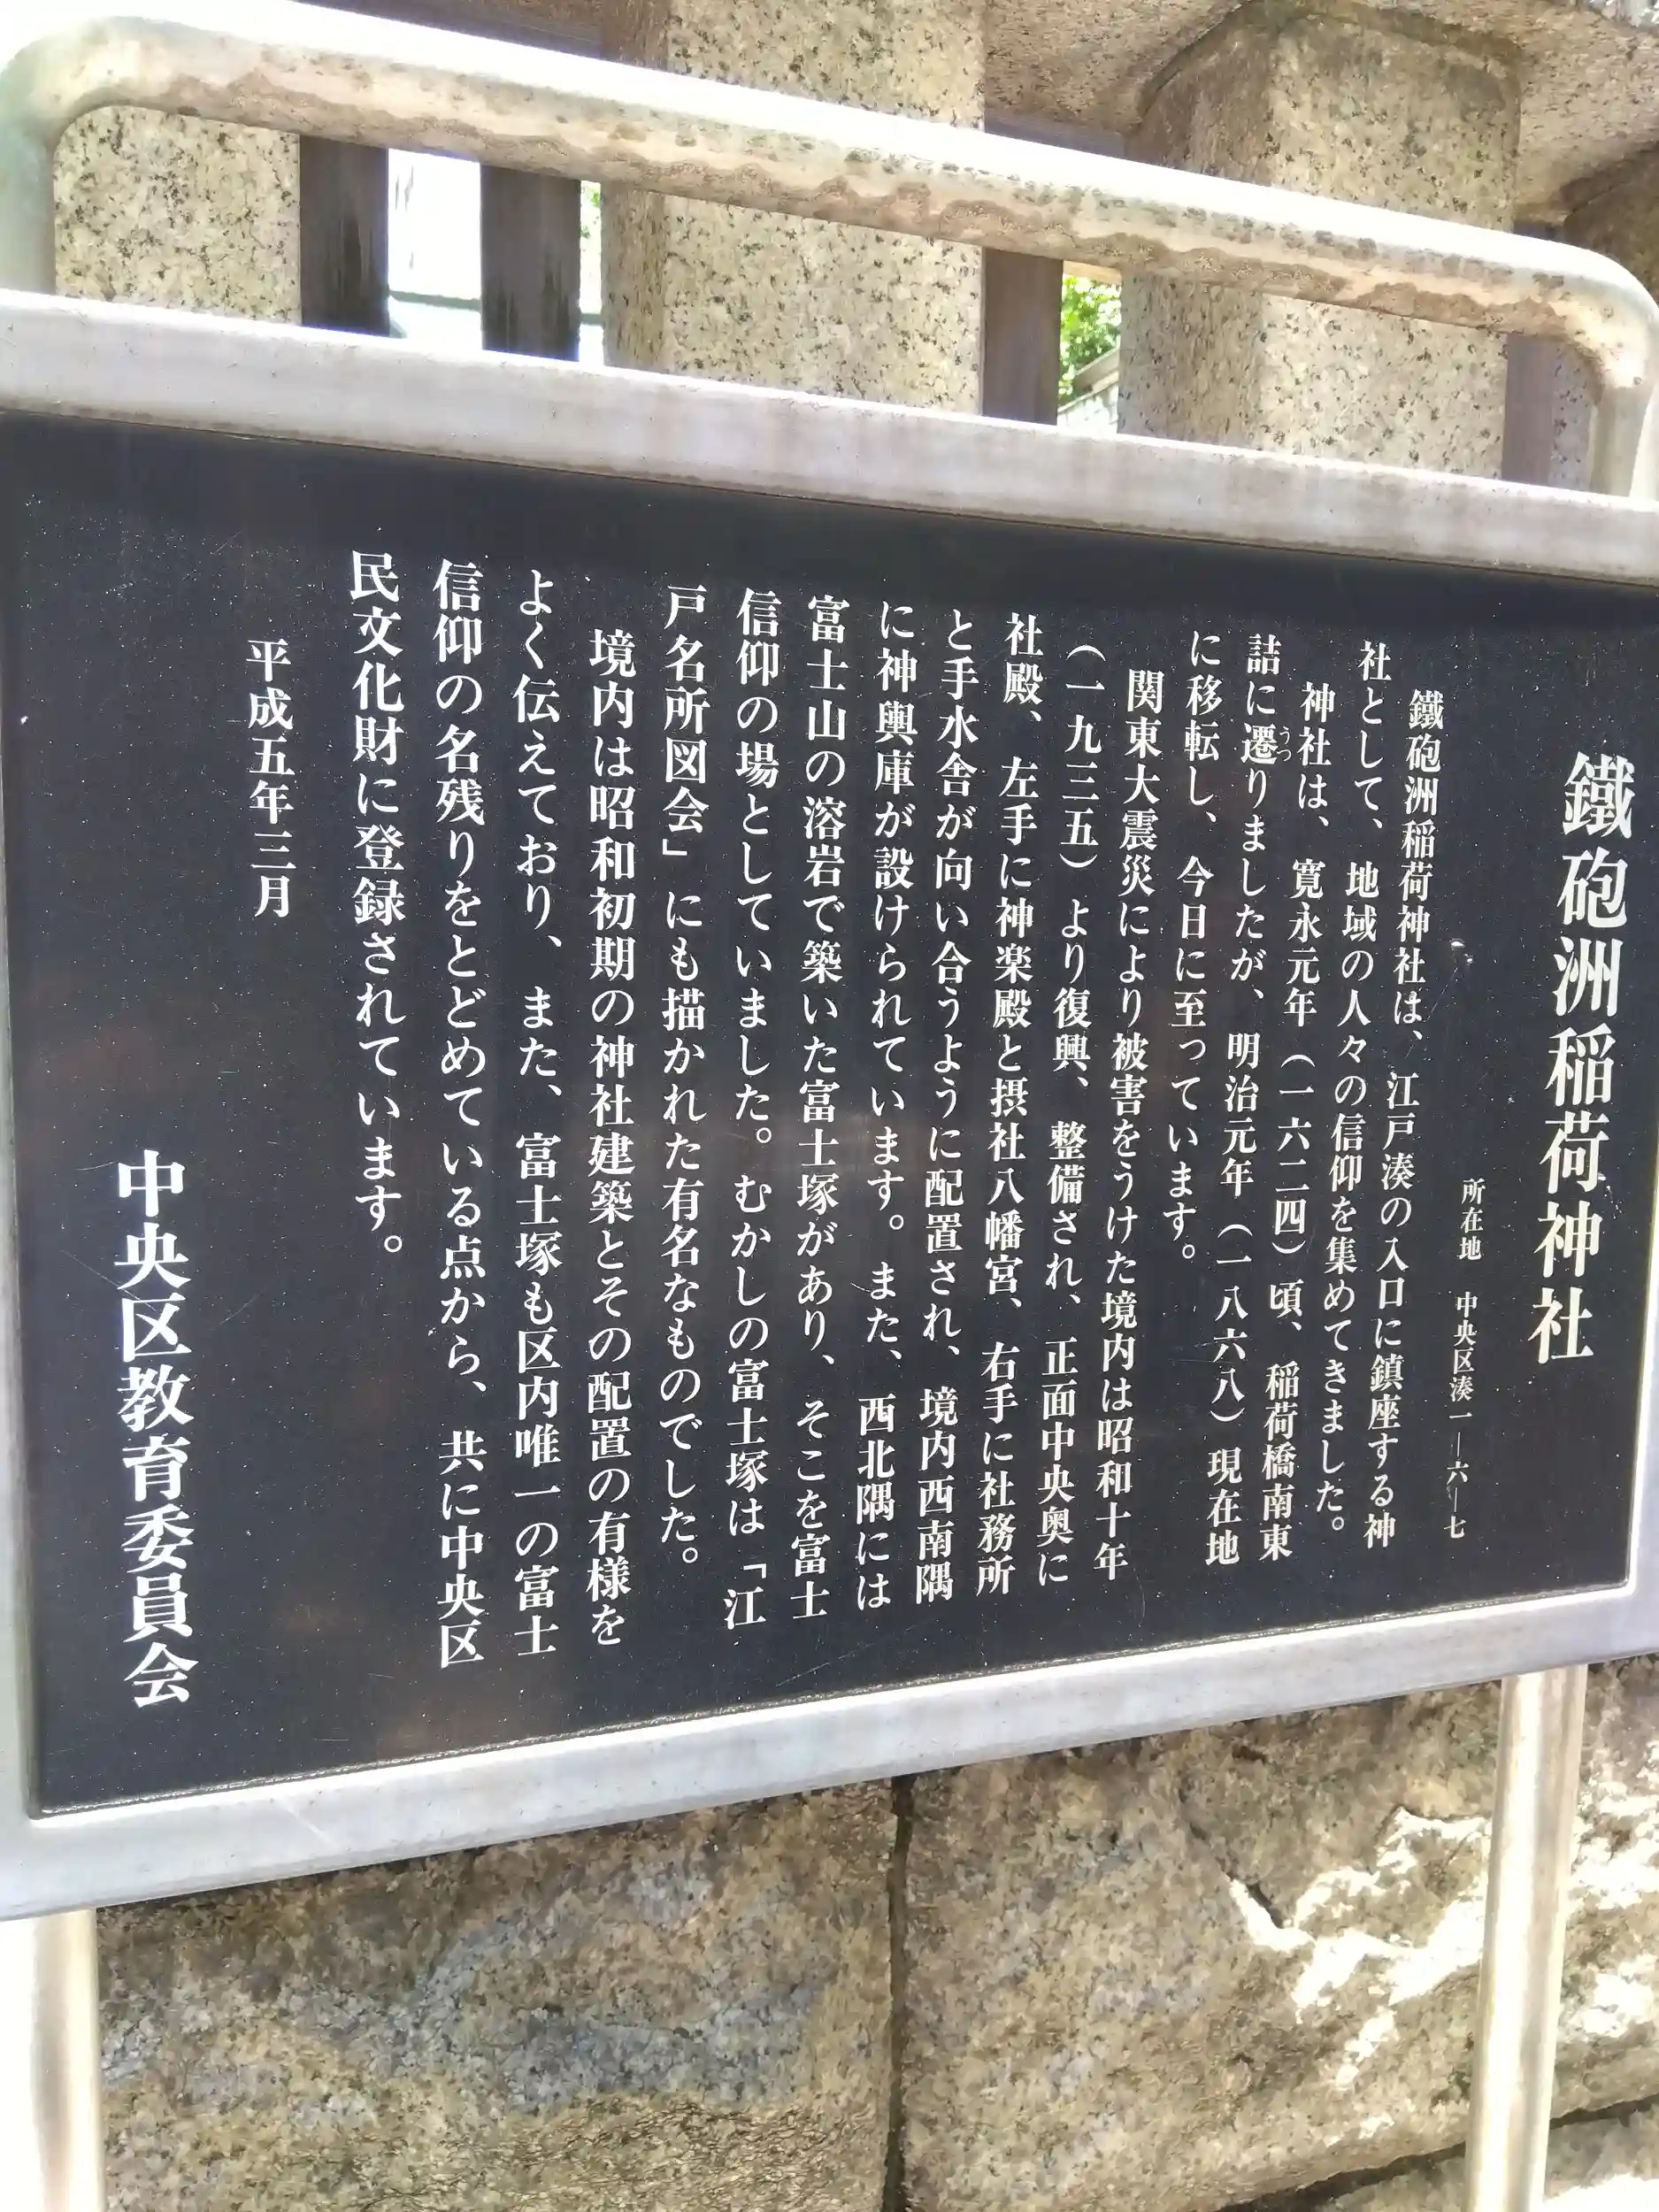 鐵砲洲稲荷神社
所在地　中央区湊一―六―七
鐵砲洲稲荷神社は、江戸湊の入口に鎮座する神
社として、地域の人々の信仰を集めてきました。
神社は、寛永元年（一六二四）頃、稲荷橋南東
詰に遷うつりましたが、明治元年（一八六八）現在地
に移転し、今日に至っています。
関東大震災により被害をうけた境内は昭和十年
（一九三五）より復興、整備され、正面中央奥に
社殿、左手に神楽殿と摂社八幡宮、右手に社務所
と手水舎が向い合うように配置され、境内西南隅
に神輿庫が設けられています。また、西北隅には
富士山の溶岩で築いた富士塚があり、そこを富士
信仰の場としていました。むかしの富士塚は「江
戸名所図会」にも描かれた有名なものでした。
境内は昭和初期の神社建築とその配置の有様を
よく伝えており、また、富士塚も区内唯一の富士
信仰の名残りをとどめている点から、共に中央区
民文化財に登録されています。
平成五年三月
中央区教育委員会